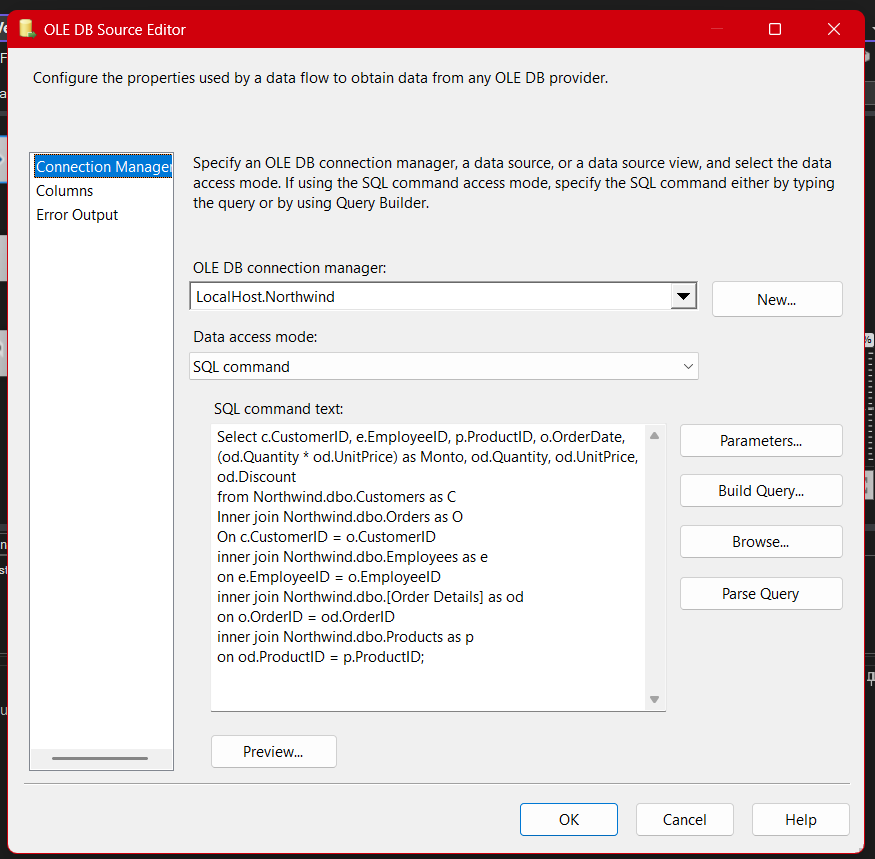 OLE DB Source Editor
Configure the properties used by a data flow to obtain data from any OLE DB provider.
Connection Manager
Columns
Error Output
Specify an OLE DB connection manager, a data source, or a data source view, and select the data
access mode. If using the SQL command access mode, specify the SQL command either by typing
the query or by using Query Builder.
OLE DB connection manager:
LocalHost.Northwind
New...
Data access mode:
SQL command
SQL command text:
Select c.CustomerID, e.EmployeeID, p.ProductID, o.OrderDate,
(od.Quantity * od.UnitPrice) as Monto, od.Quantity, od.UnitPrice,
od.Discount
from Northwind.dbo.Customers as C
Inner join Northwind.dbo.Orders as O
On c.CustomerID = o.CustomerID
inner join Northwind.dbo.Employees as e
on e.EmployeeID = o.EmployeeID
inner join Northwind.dbo.[Order Details] as od
on o.OrderID = od.OrderID
inner join Northwind.dbo.Products as p
on od.ProductID = p.ProductID;
Parameters...
Build Query...
Browse...
Parse Query
Preview...
OK
Cancel
Help